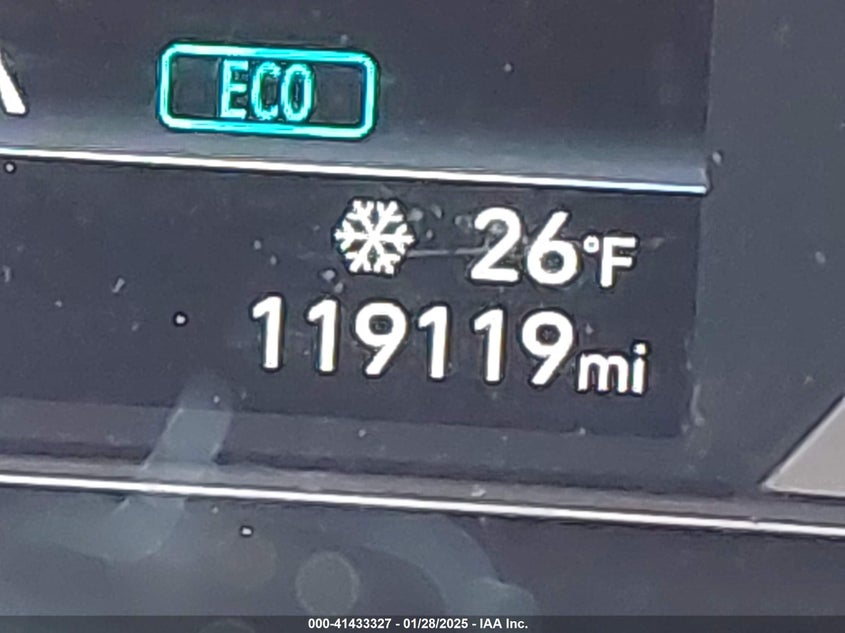 ECO
26°F
119119mi
000-41433327 - 01/28/2025 - IAA Inc.